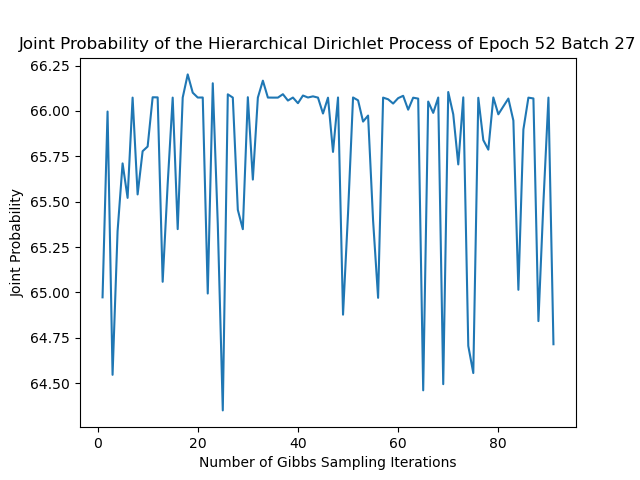 Joint Probability of the Hierarchical Dirichlet Process of Epoch 52 Batch 27
66.25
66.00
65.75
65.50
65.25
65.00
64.75
64.50
Joint Probability
0 20 40 60 80
Number of Gibbs Sampling Iterations